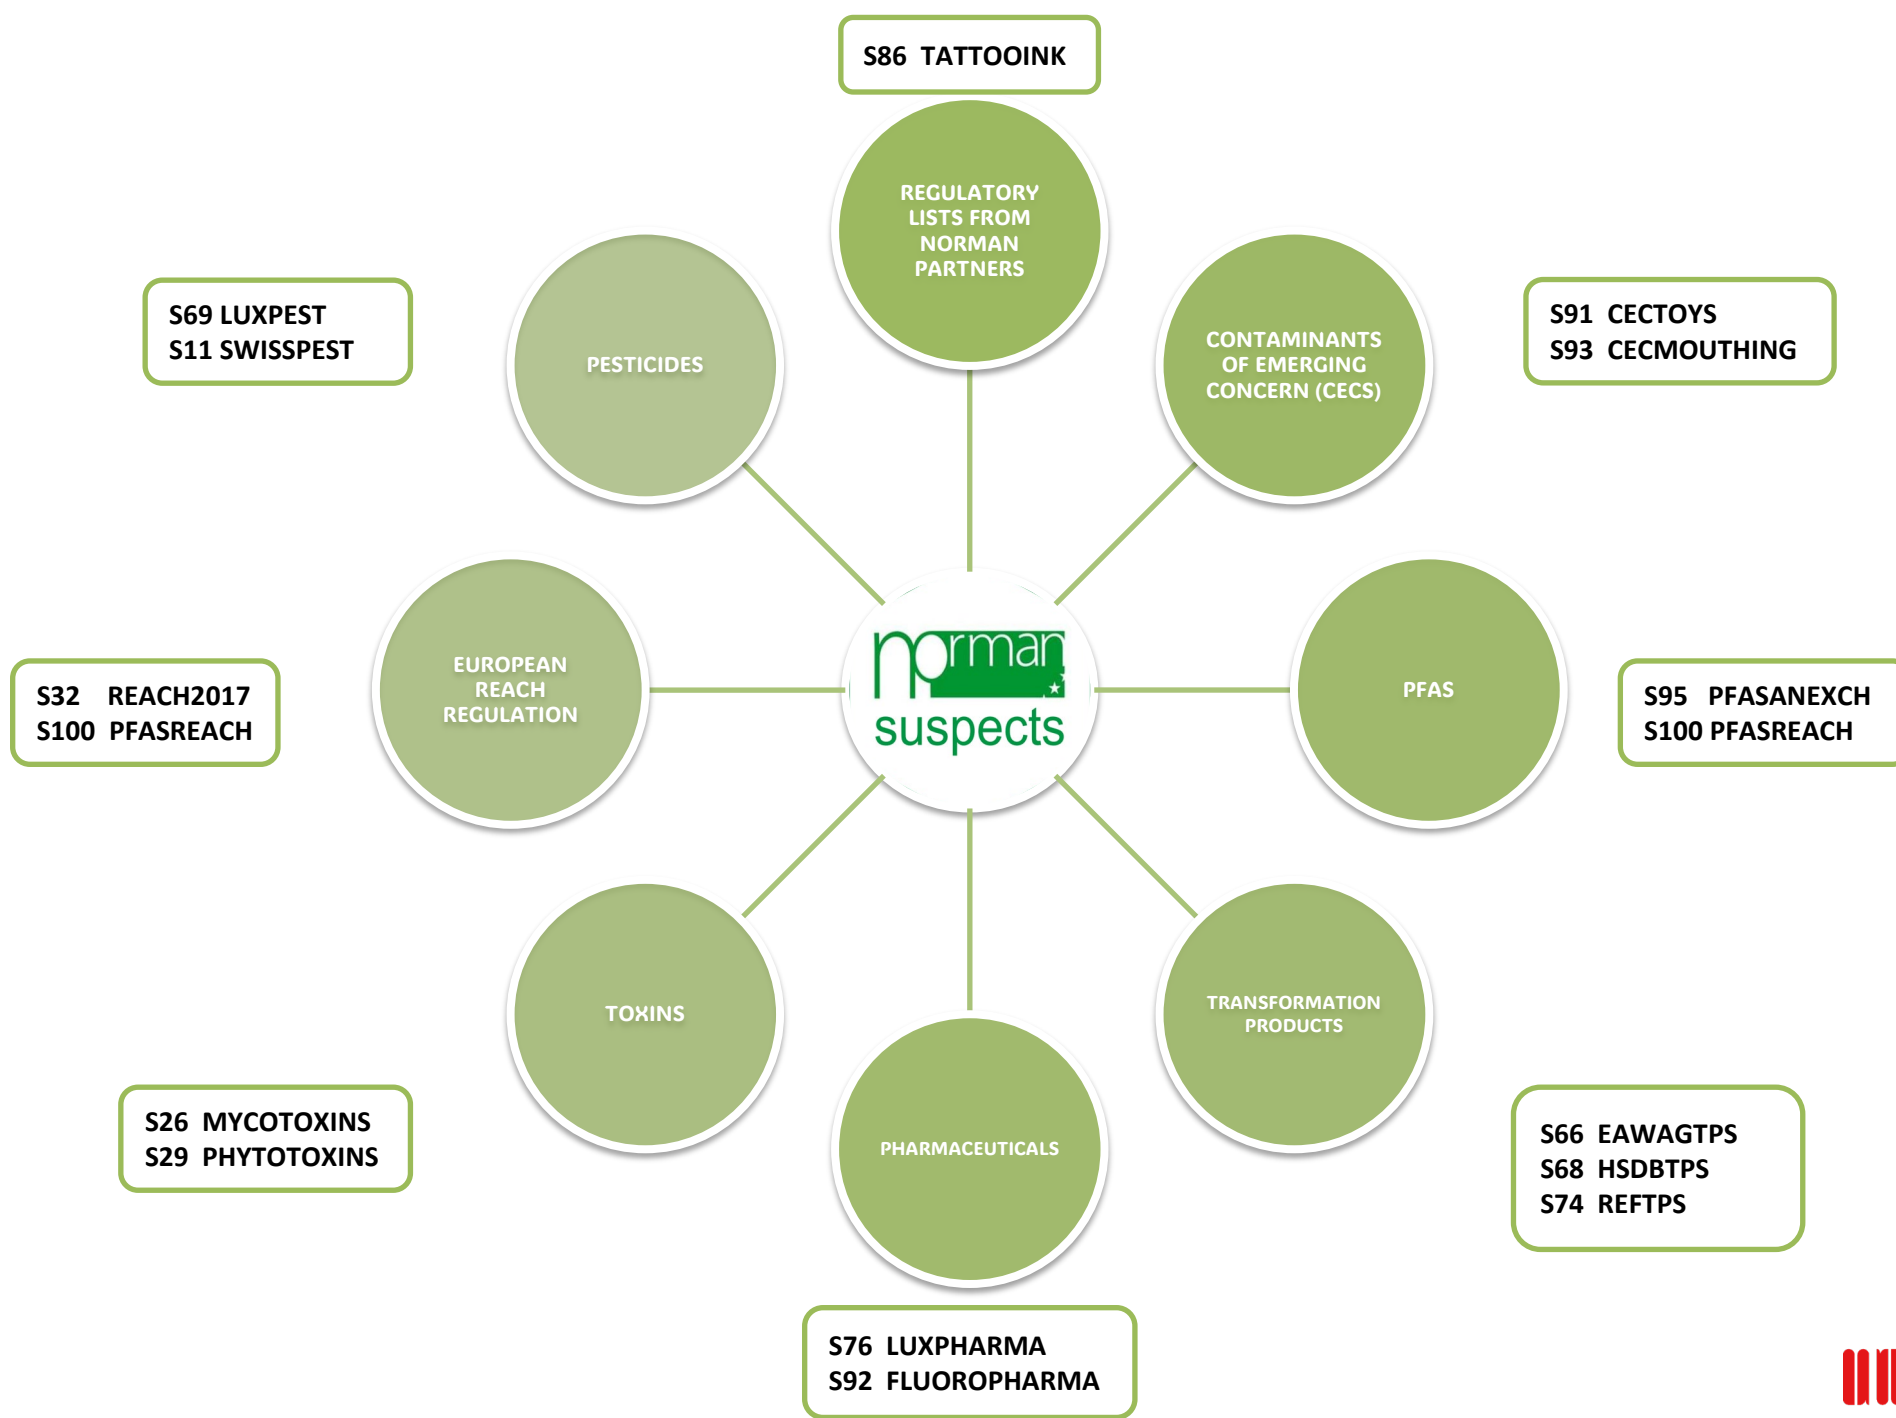 S86 TATTOOINK
REGULATORY
LISTS FROM
NORMAN
PARTNERS
S69 LUXPEST
S11 SWISSPEST
PESTICIDES
CONTAMINANTS
OF EMERGING
CONCERN (CECS)
S91 CECTOYS
S93 CECMOUTHING
S32 REACH2017
S100 PFASREACH
EUROPEAN
REACH
REGULATION
norman
suspects
PFAS
S95 PFASANEXCH
S100 PFASREACH
TOXINS
TRANSFORMATION
PRODUCTS
S26 MYCOTOXINS
S29 PHYTOTOXINS
PHARMACEUTICALS
S66 EAWAGTPS
S68 HSDBTPS
S74 REFTPS
S76 LUXPHARMA
S92 FLUOROPHARMA